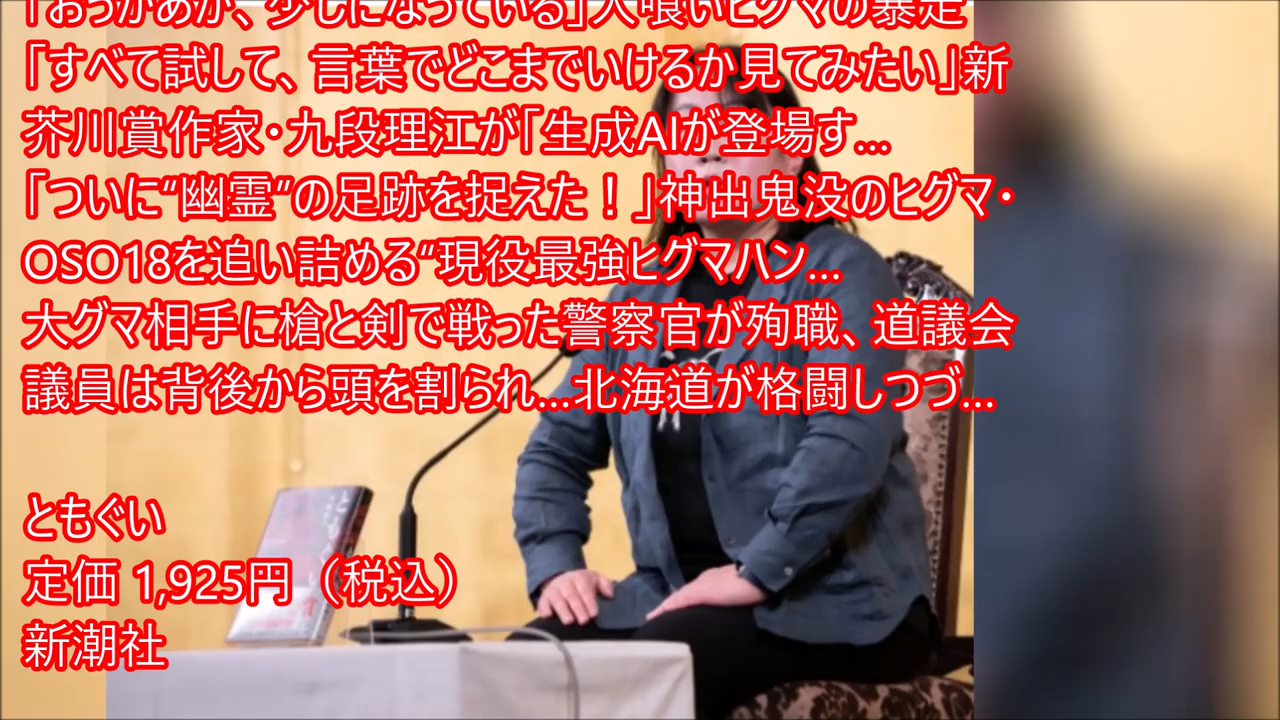 「おっかあが、少しになっている」人喰いヒグマの暴走
「すべて試して、言葉でどこまでいけるか見てみたい」新
芥川賞作家・九段理江が「生成AIが登場す...
「ついに“幽霊”の足跡を捉えた！」神出鬼没のヒグマ・
OSO18を追い詰める“現役最強ヒグマハン...
大グマ相手に槍と剣で戦った警察官が殉職、道議会
議員は背後から頭を割られ...北海道が格闘しつづ...
ともぐい
定価 1,925円（税込）
新潮社